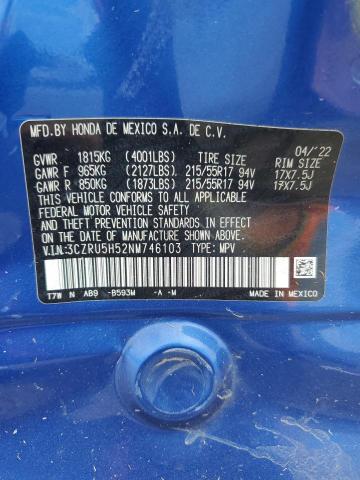 MFD.BY HONDA DE MEXICO S.A. DE C.V.
04/'22
GVWR 1815KG (4001LBS) TIRE SIZE RIM SIZE
GAWR F 965KG (2127LBS) 215/55R17 94V 17X7.5J
GAWR R 850KG (1873LBS) 215/55R17 94V 17X7.5J
THIS VEHICLE CONFORMS TO ALL APPLICABLE
FEDERAL MOTOR VEHICLE SAFETY AND
THEFT PREVENTION STANDARDS IN EFFECT ON THE
DATE OF MANUFACTURE SHOWN ABOVE.
V.I.N.:3CZRU5H52NM746103 TYPE: MPV
T7W N AB9 -B593M -A -M MADE IN MEXICO